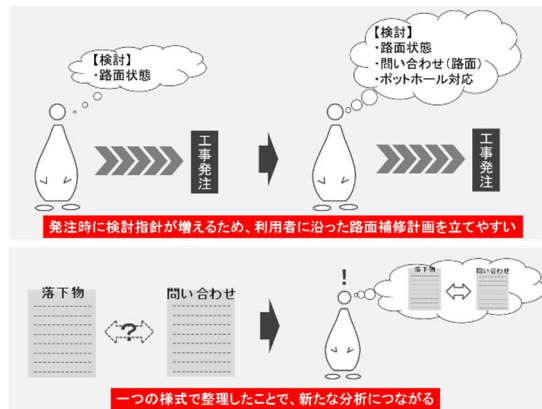 【検討】
・路面状態
工事発注
【検討】
・路面状態
・問い合わせ（路面）
・ポットホール対応
工事発注
発注時に検討指針が増えるため、利用者に沿った路面補修計画を立てやすい
落下物
?
問い合わせ
!
落下物
問い合わせ
一つの様式で整理したことで、新たな分析につながる